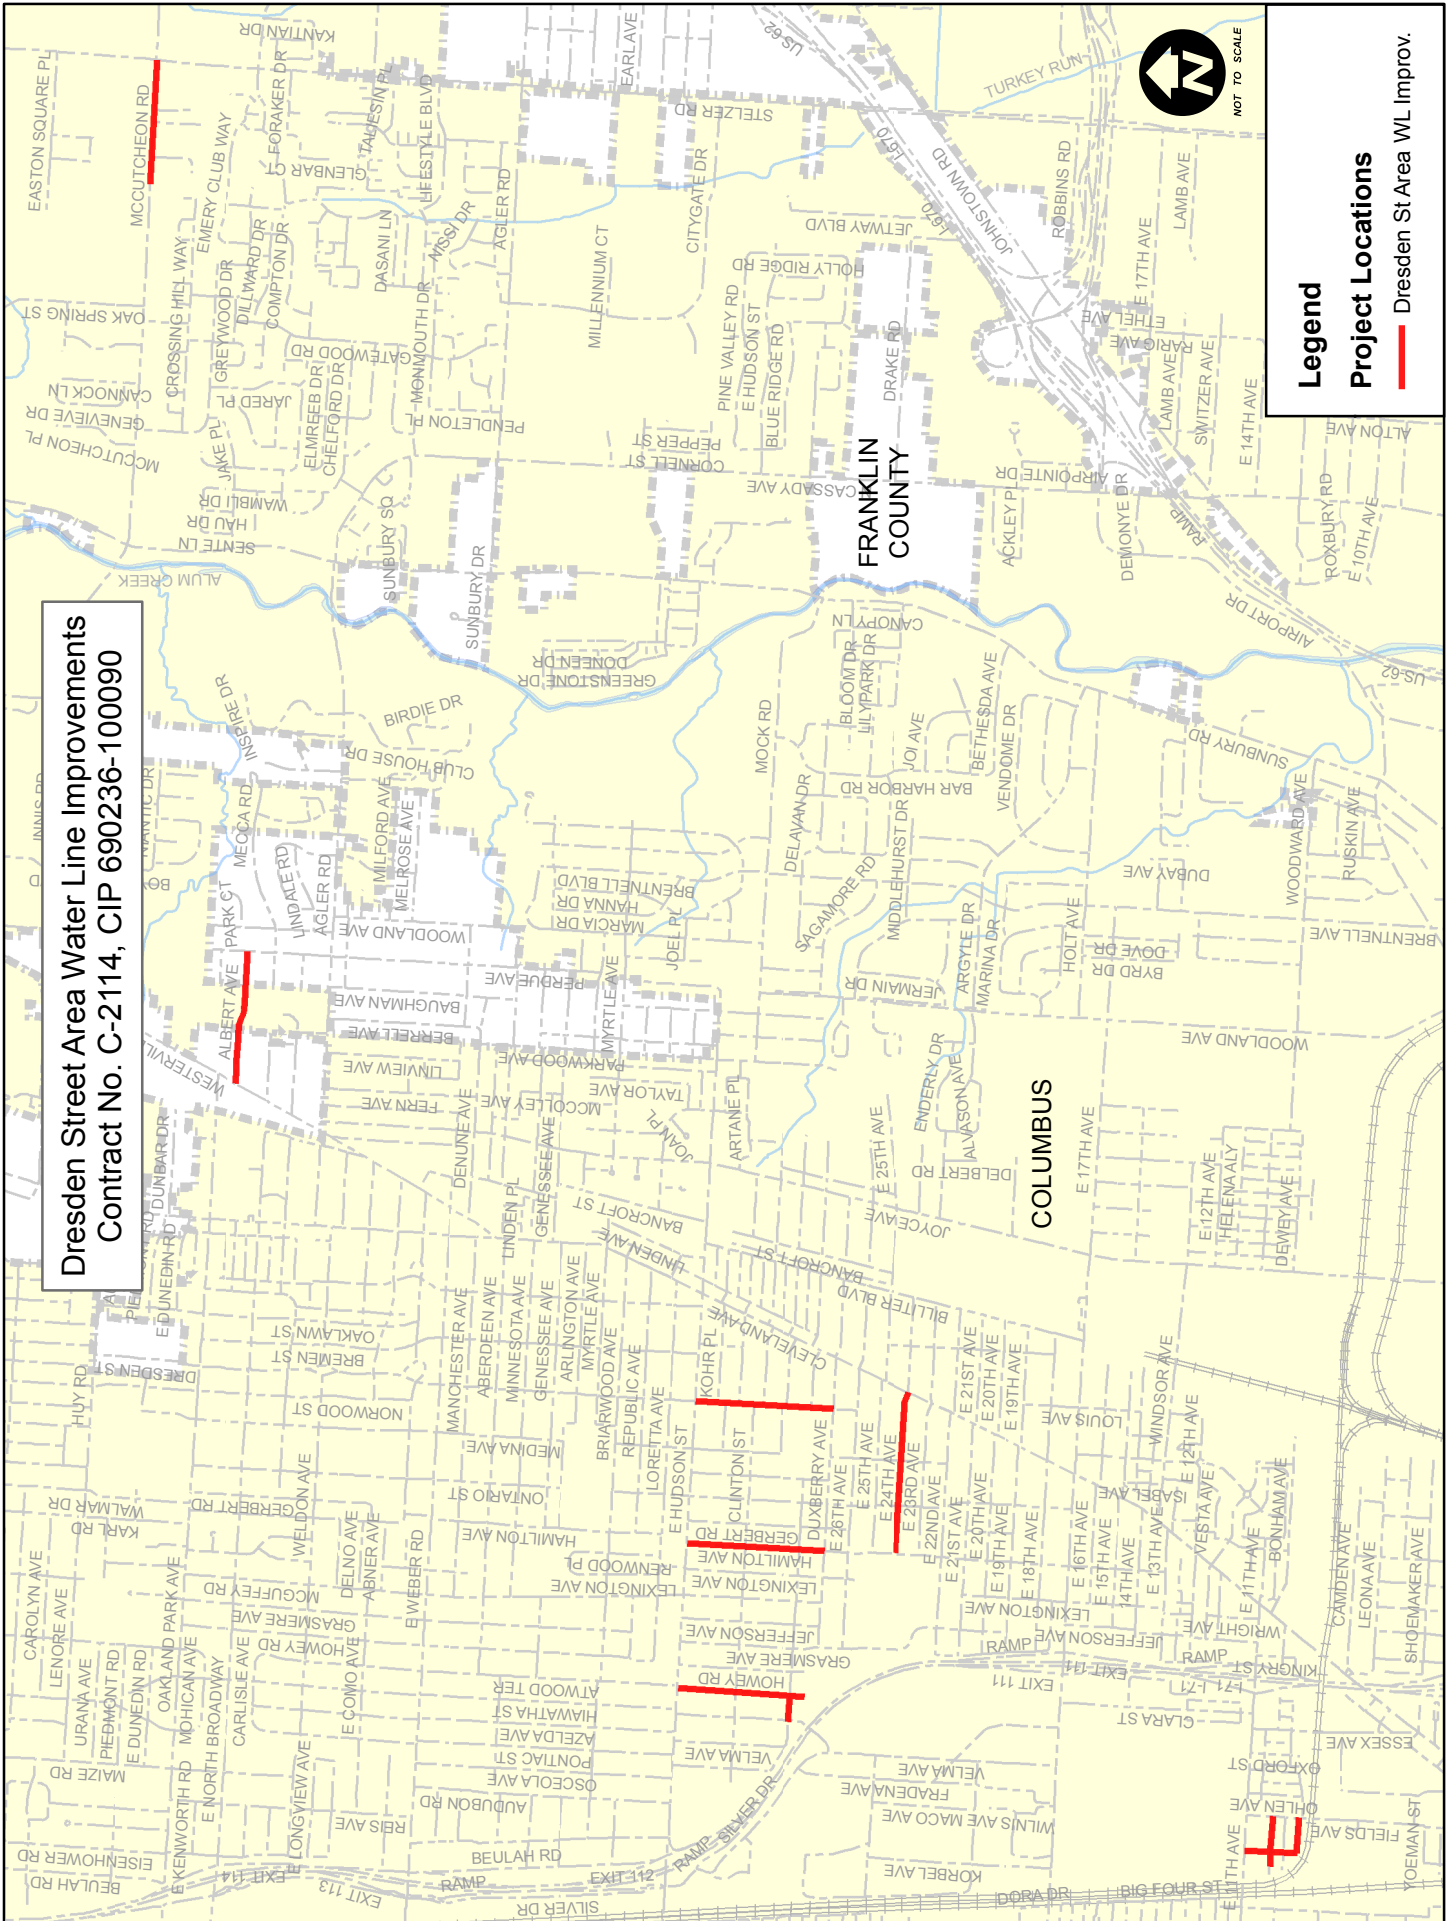 Dresden Street Area Water Line Improvements
Contract No. C-2114, CIP 690236-100090
Legend
Project Locations
Dresden St Area WL Improv.
N
NOT TO SCALE
FRANKLIN
COUNTY
COLUMBUS
EASTON SQUARE PL
MCCUTCHEON RD
KANTIAN DR
FORAKER DR
TALIESIN PL
LIFESTYLE BLVD
EARL AVE
US-62
TURKEY RUN
STELZER RD
EMERY CLUB WAY
GLENBAR CT
AGLER RD
CITYGATE DR
I-670
JOHNSTOWN RD
ROBBINS RD
LAMB AVE
OAK SPRING ST
CROSSING HILL WAY
GREYWOOD DR
DILLWARD DR
COMPTON DR
DASANI LN
NISSI DR
MILLENNIUM CT
JETWAY BLVD
I-670
HOLLY RIDGE RD
E 17TH AVE
ETHEL AVE
RARIG AVE
CANNOCK LN
GENEVIEVE DR
MCCUTCHEON PL
JARED PL
JAKE PL
ELMREEB DR
CHELFORD DR
GATEWOOD RD
MONMOUTH DR
PENDLETON PL
PINE VALLEY RD
E HUDSON ST
BLUE RIDGE RD
DRAKE RD
LAMB AVE
SWITZER AVE
E 14TH AVE
ALTON AVE
WAMBLI DR
HAU DR
SENTE LN
ALUM CREEK
SUNBURY SQ
SUNBURY DR
PEPPER ST
CORNELL ST
CASSADY AVE
ACKLEY PL
AIRPOINTE DR
DEMONYE DR
RAMP
ROXBURY RD
E 10TH AVE
AIRPORT DR
US-62
INSPIRE DR
BIRDIE DR
CLUB HOUSE DR
DONEEN DR
GREENSTONE DR
MOCK RD
CANOPY LN
BLOOM DR
LILYPARK DR
JOI AVE
BETHESDA AVE
VENDOME DR
SUNBURY RD
INNIS RD
NIANTIC DR
MECCA RD
MILFORD AVE
MELROSE AVE
LINDALE RD
AGLER RD
PARK CT
ALBERT AVE
WOODLAND AVE
BRENTNELL BLVD
HANNA DR
MARCIA DR
JOEL PL
DELAVAN DR
SAGAMORE RD
MIDDLEHURST DR
BAR HARBOR RD
ARGYLE DR
MARINA DR
HOLT AVE
DUBAY AVE
DOVE DR
BYRD DR
WOODWARD AVE
RUSKIN AVE
BRENTNELL AVE
BAUGHMAN AVE
BERRELL AVE
PERDUE AVE
MYRTLE AVE
PARKWOOD AVE
JERMAIN DR
WOODLAND AVE
LINVIEW AVE
FERN AVE
DENUNE AVE
MCCOLLEY AVE
TAYLOR AVE
GENESSEE AVE
JOAN PL
ARTANE PL
E 25TH AVE
ENDERLY DR
ALVASON AVE
DELBERT RD
E 17TH AVE
E 12TH AVE
HELENA ALY
DEWEY AVE
DUNBAR DR
E DUNEDIN RD
LINDEN PL
BANCROFT ST
LINDEN AVE
BANCROFT ST
JOYCE AVE
BILLITER BLVD
CLEVELAND AVE
HUY RD
DRESDEN ST
OAKLAWN ST
BREMEN ST
NORWOOD ST
MANCHESTER AVE
ABERDEEN AVE
MINNESOTA AVE
GENESSEE AVE
ARLINGTON AVE
MYRTLE AVE
BRIARWOOD AVE
REPUBLIC AVE
LORETTA AVE
E HUDSON ST
KOHR PL
CLINTON ST
DUXBERRY AVE
E 26TH AVE
E 25TH AVE
E 24TH AVE
E 23RD AVE
E 22ND AVE
E 21ST AVE
E 20TH AVE
E 19TH AVE
LOUIS AVE
WINDSOR AVE
E 12TH AVE
MEDINA AVE
ONTARIO ST
HAMILTON AVE
WALMAR DR
KARL RD
GERBERT RD
WELDON AVE
DELNO AVE
ABNER AVE
E WEBER RD
RENWOOD PL
LEXINGTON AVE
GERBERT RD
HAMILTON AVE
LEXINGTON AVE
E 21ST AVE
E 20TH AVE
E 19TH AVE
E 18TH AVE
E 16TH AVE
E 15TH AVE
14TH AVE
E 13TH AVE
ISABEL AVE
VESTA AVE
E 11TH AVE
BONHAM AVE
CAMDEN AVE
LEONA AVE
SHOEMAKER AVE
CAROLYN AVE
LENORE AVE
URANA AVE
PIEDMONT RD
E DUNEDIN RD
OAKLAND PARK AVE
MOHICAN AVE
E NORTH BROADWAY
CARLISLE AVE
MCGUFFEY RD
GRASMERE AVE
HOWEY RD
E COMO AVE
JEFFERSON AVE
GRASMERE AVE
HOWEY RD
LEXINGTON AVE
JEFFERSON AVE
WRIGHT AVE
RAMP
RAMP
EXIT 111
EXIT 111
KINGRY ST
I-71
I-71
CLARA ST
ATWOOD TER
HIAWATHA ST
AZELDA AVE
PONTIAC ST
OSCEOLA AVE
AUDUBON RD
VELMA AVE
SILVER DR
VELMA AVE
FRADENA AVE
MACO AVE
WILNIS AVE
KORBEL AVE
ESSEX AVE
OXFORD ST
OHLEN AVE
FIELDS AVE
YOEMAN ST
MAIZE RD
E KENWORTH RD
E LONGVIEW AVE
REIS AVE
EISENHOWER RD
BEULAH RD
BEULAH RD
EXIT 114
EXIT 113
RAMP
EXIT 112
RAMP
SILVER DR
DORA DR
BIG FOUR ST
E 11TH AVE